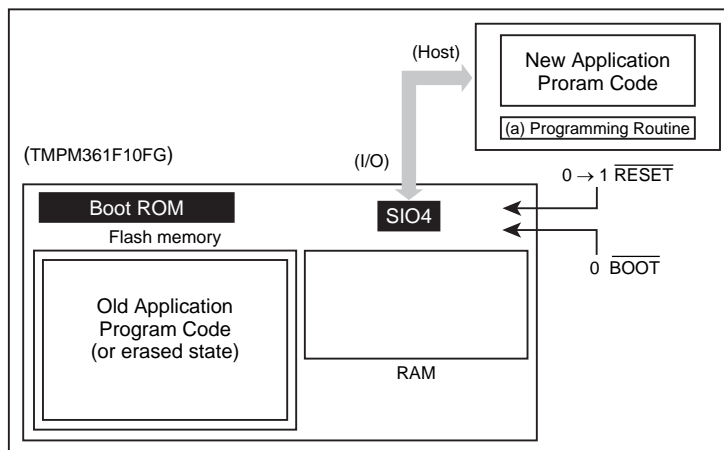 (Host)
New Application
Proram Code
(a) Programming Routine
(TMPM361F10FG)
(I/O)
0 → 1 RESET
Boot ROM
SIO4
Flash memory
0 BOOT
Old Application
Program Code
(or erased state)
RAM